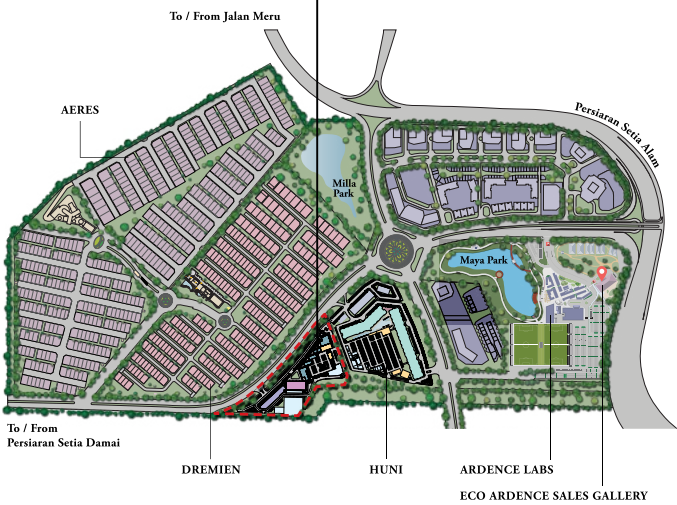 To / From Jalan Meru
AERES
Persiaran Setia Alam
Milla
Park
Maya Park
To / From
Persiaran Setia Damai
DREMIEN
HUNI
ARDENCE LABS
ECO ARDENCE SALES GALLERY